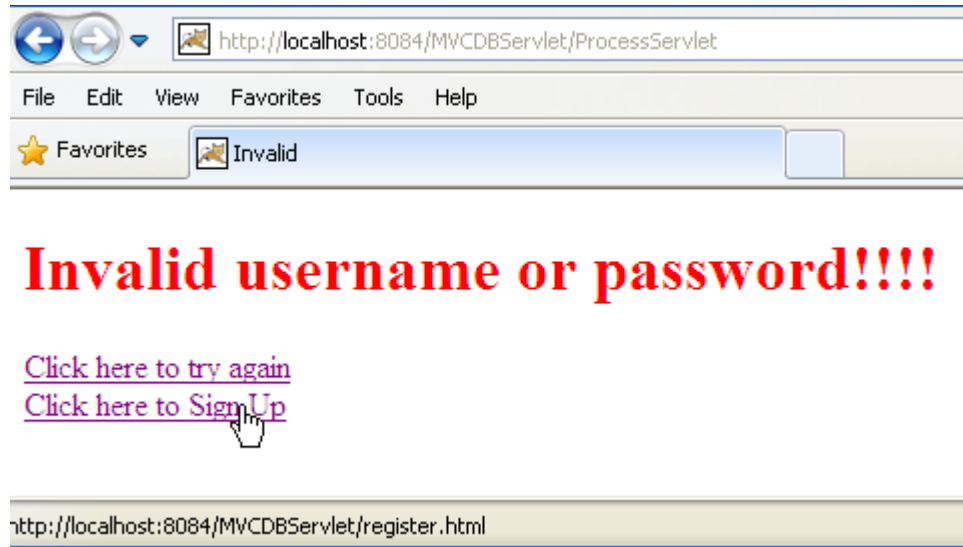 http://localhost:8084/MVCDBServlet/ProcessServlet
File Edit View Favorites Tools Help
Favorites Invalid
Invalid username or password!!!!
Click here to try again
Click here to Sign Up
http://localhost:8084/MVCDBServlet/register.html